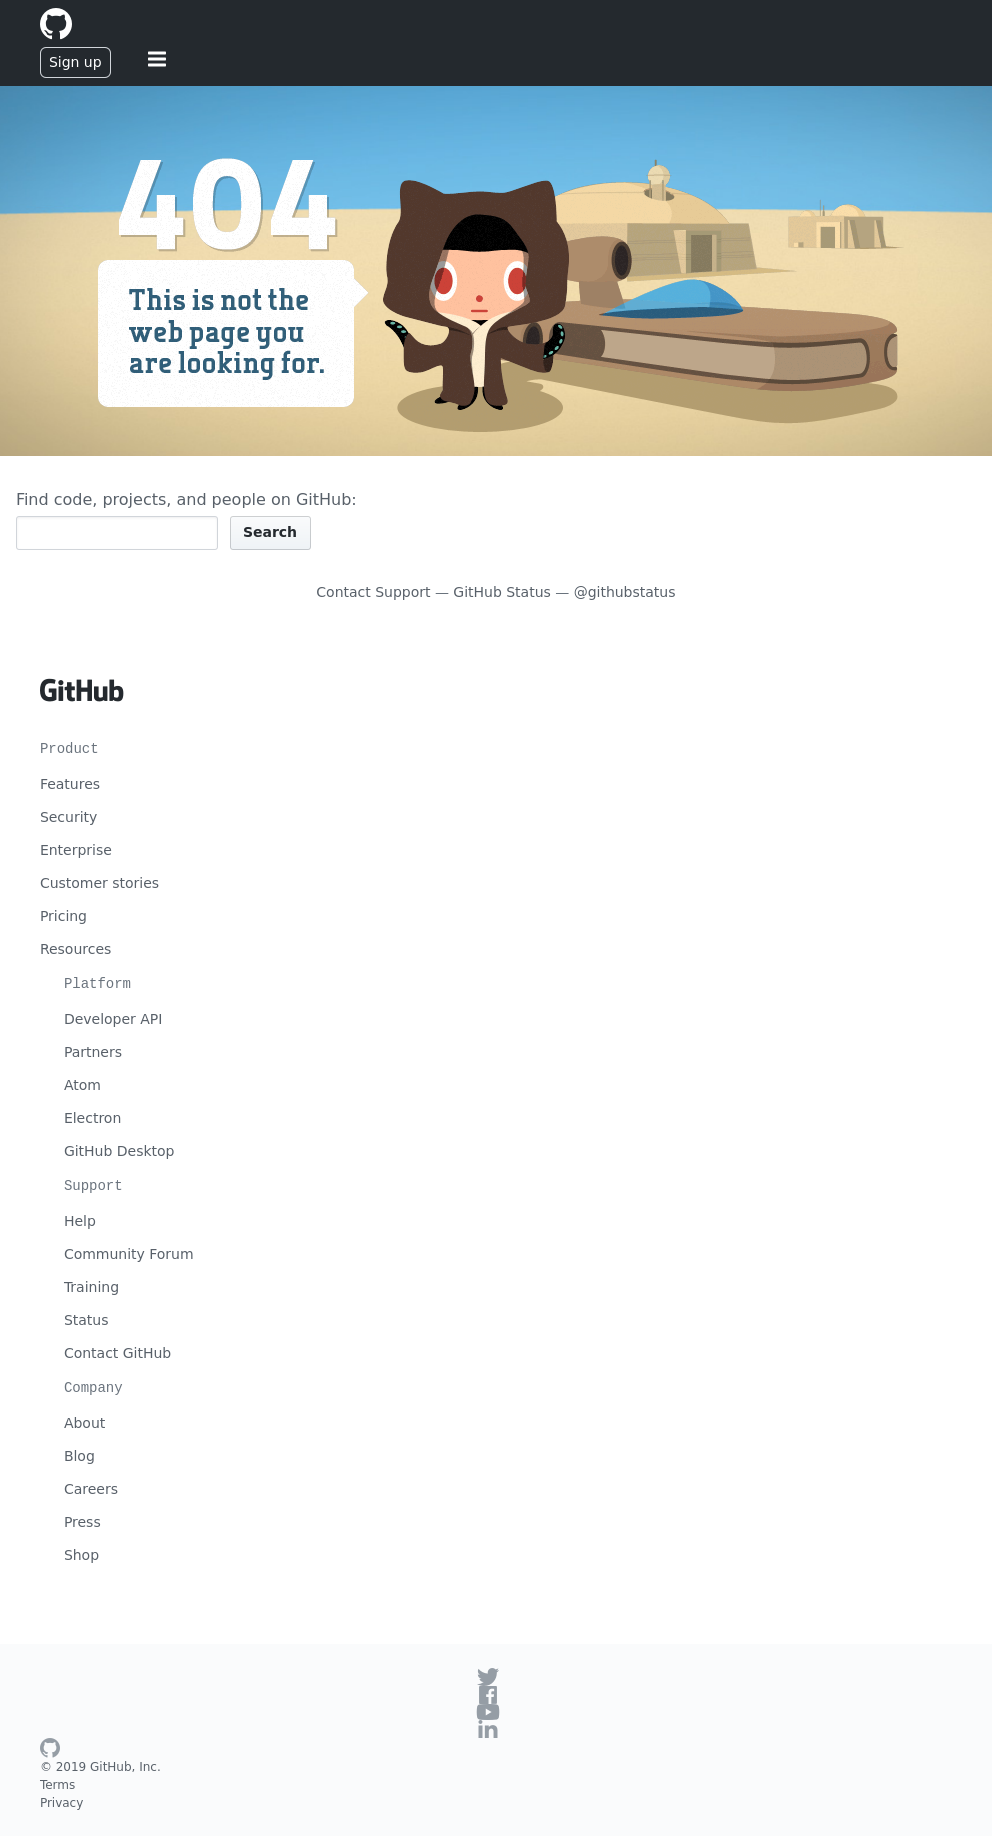 Sign up
404
This is not the
web page you
are looking for.
Find code, projects, and people on GitHub:
Search
Contact Support — GitHub Status — @githubstatus
GitHub
Product
Features
Security
Enterprise
Customer stories
Pricing
Resources
Platform
Developer API
Partners
Atom
Electron
GitHub Desktop
Support
Help
Community Forum
Training
Status
Contact GitHub
Company
About
Blog
Careers
Press
Shop
© 2019 GitHub, Inc.
Terms
Privacy